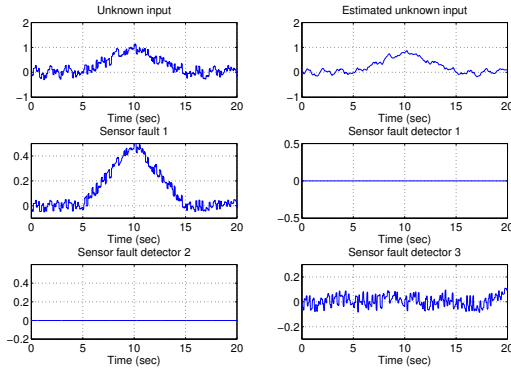 Unknown input
2
1
0
−1
0 5 10 15 20
Time (sec)
Estimated unknown input
2
1
0
−1
0 5 10 15 20
Time (sec)
Sensor fault 1
0.4
0.2
0
0 5 10 15 20
Time (sec)
Sensor fault detector 1
0.5
0
−0.5
0 5 10 15 20
Time (sec)
Sensor fault detector 2
0.4
0.2
0
−0.2
0 5 10 15 20
Time (sec)
Sensor fault detector 3
0.2
0
−0.2
0 5 10 15 20
Time (sec)